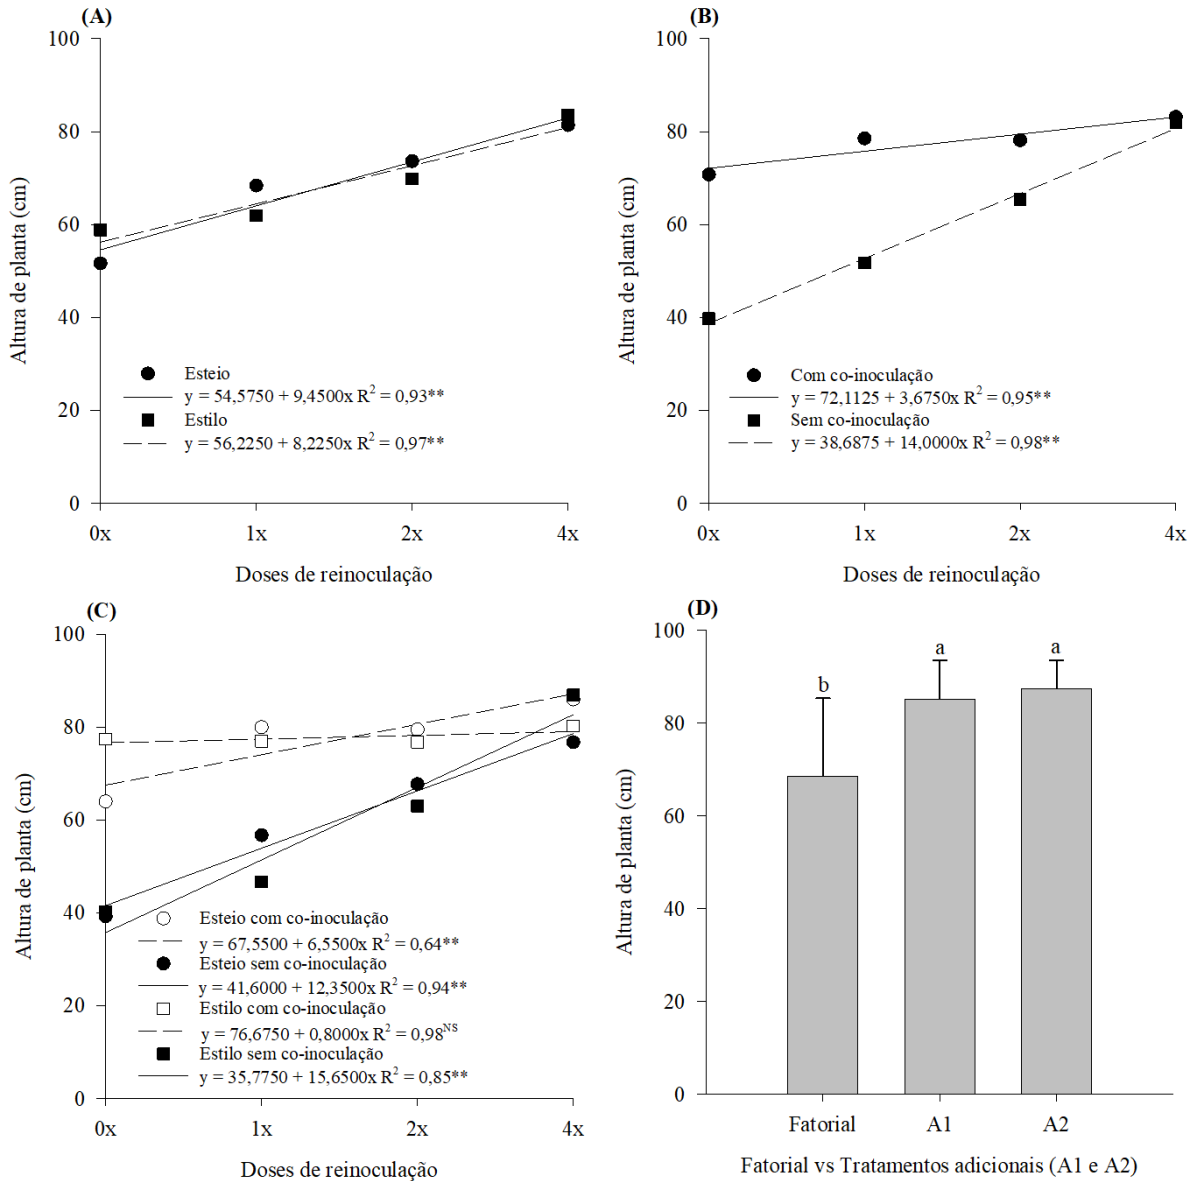 (A)
100
80
60
40
20
0
Altura de planta (cm)
Esteio
y = 54,5750 + 9,4500x R² = 0,93**
Estilo
y = 56,2250 + 8,2250x R² = 0,97**
0x 1x 2x 4x
Doses de reinoculação
(B)
100
80
60
40
20
0
Altura de planta (cm)
Com co-inoculação
y = 72,1125 + 3,6750x R² = 0,95**
Sem co-inoculação
y = 38,6875 + 14,0000x R² = 0,98**
0x 1x 2x 4x
Doses de reinoculação
(C)
100
80
60
40
20
0
Altura de planta (cm)
Esteio com co-inoculação
y = 67,5500 + 6,5500x R² = 0,64**
Esteio sem co-inoculação
y = 41,6000 + 12,3500x R² = 0,94**
Estilo com co-inoculação
y = 76,6750 + 0,8000x R² = 0,98ᴺˢ
Estilo sem co-inoculação
y = 35,7750 + 15,6500x R² = 0,85**
0x 1x 2x 4x
Doses de reinoculação
(D)
100
80
60
40
20
0
Altura de planta (cm)
b a a
Fatorial A1 A2
Fatorial vs Tratamentos adicionais (A1 e A2)